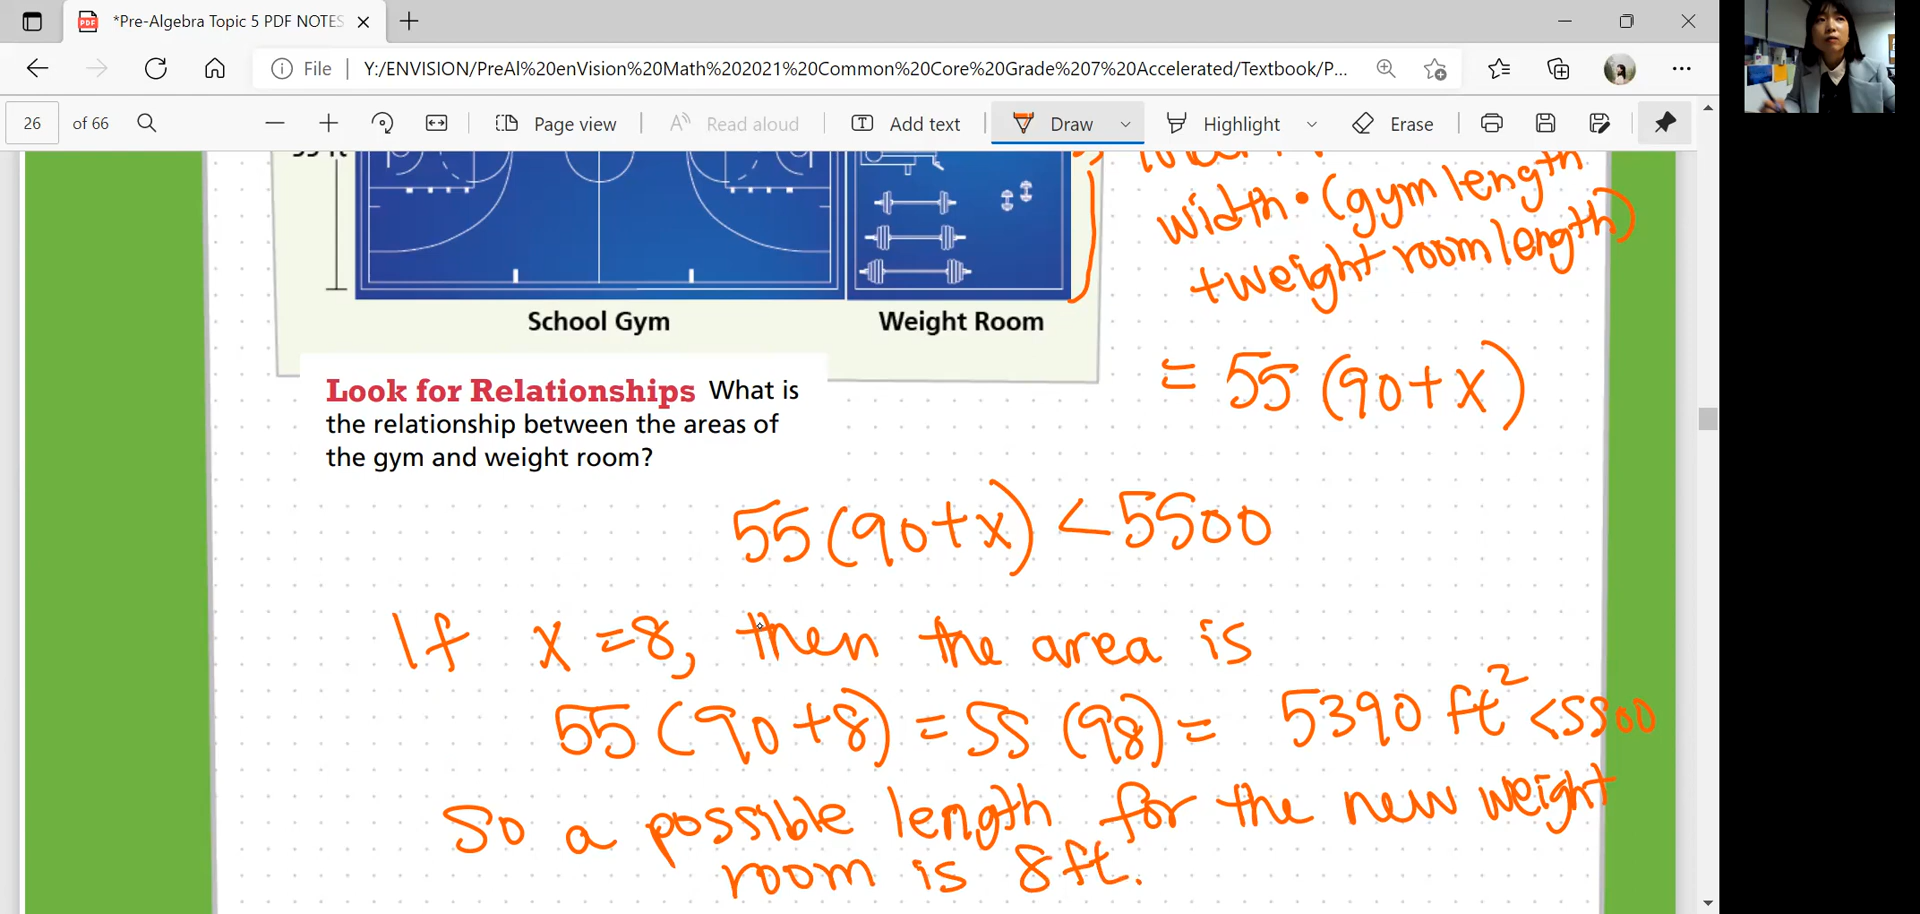 *Pre-Algebra Topic 5 PDF NOTES
File
Y:/ENVISION/PreAl%20enVision%20Math%202021%20Common%20Core%20Grade%207%20Accelerated/Textbook/P...
26 of 66
Page view
Read aloud
Add text
Draw
Highlight
Erase
width • (gym length
+ weight room length)
School Gym
Weight Room
= 55 (90+x)
Look for Relationships What is
the relationship between the areas of
the gym and weight room?
55(90+x) < 5500
If x = 8, then the area is
55 (90+8) = 55 (98) = 5390 ft² < 5500
So a possible length for the new weight
room is 8 ft.